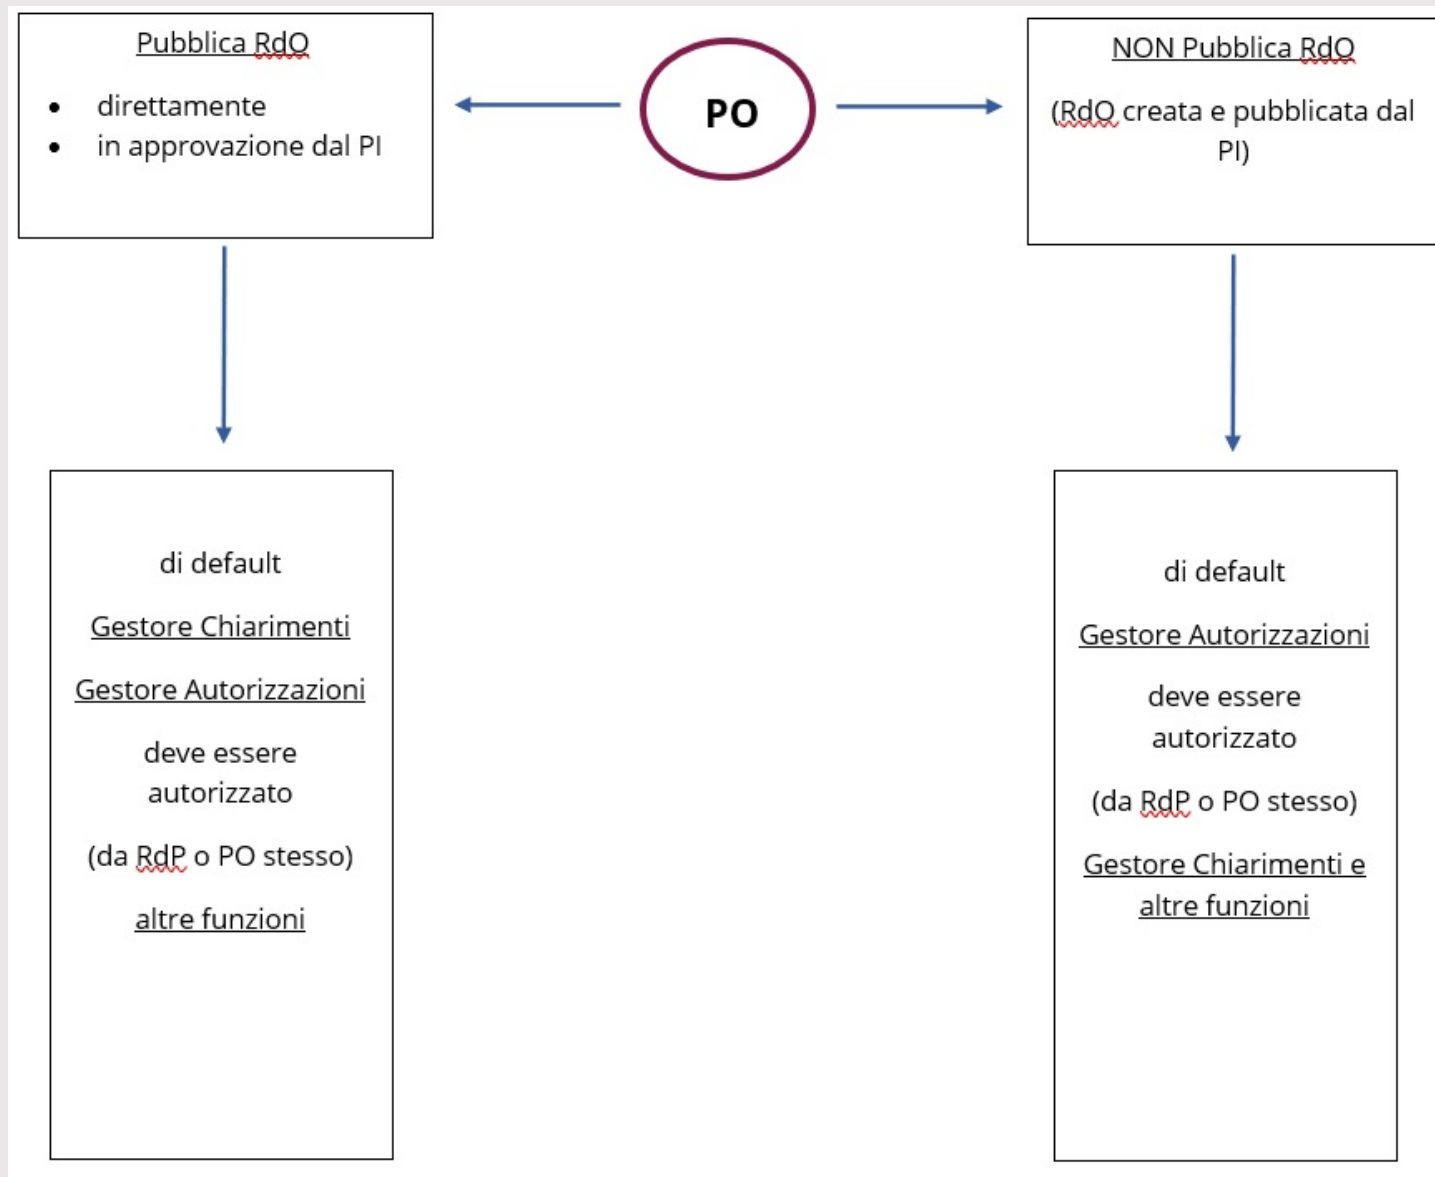 Pubblica RdO
• direttamente
• in approvazione dal PI
PO
NON Pubblica RdO
(RdO creata e pubblicata dal
PI)
di default
Gestore Chiarimenti
Gestore Autorizzazioni
deve essere
autorizzato
(da RdP o PO stesso)
altre funzioni
di default
Gestore Autorizzazioni
deve essere
autorizzato
(da RdP o PO stesso)
Gestore Chiarimenti e
altre funzioni